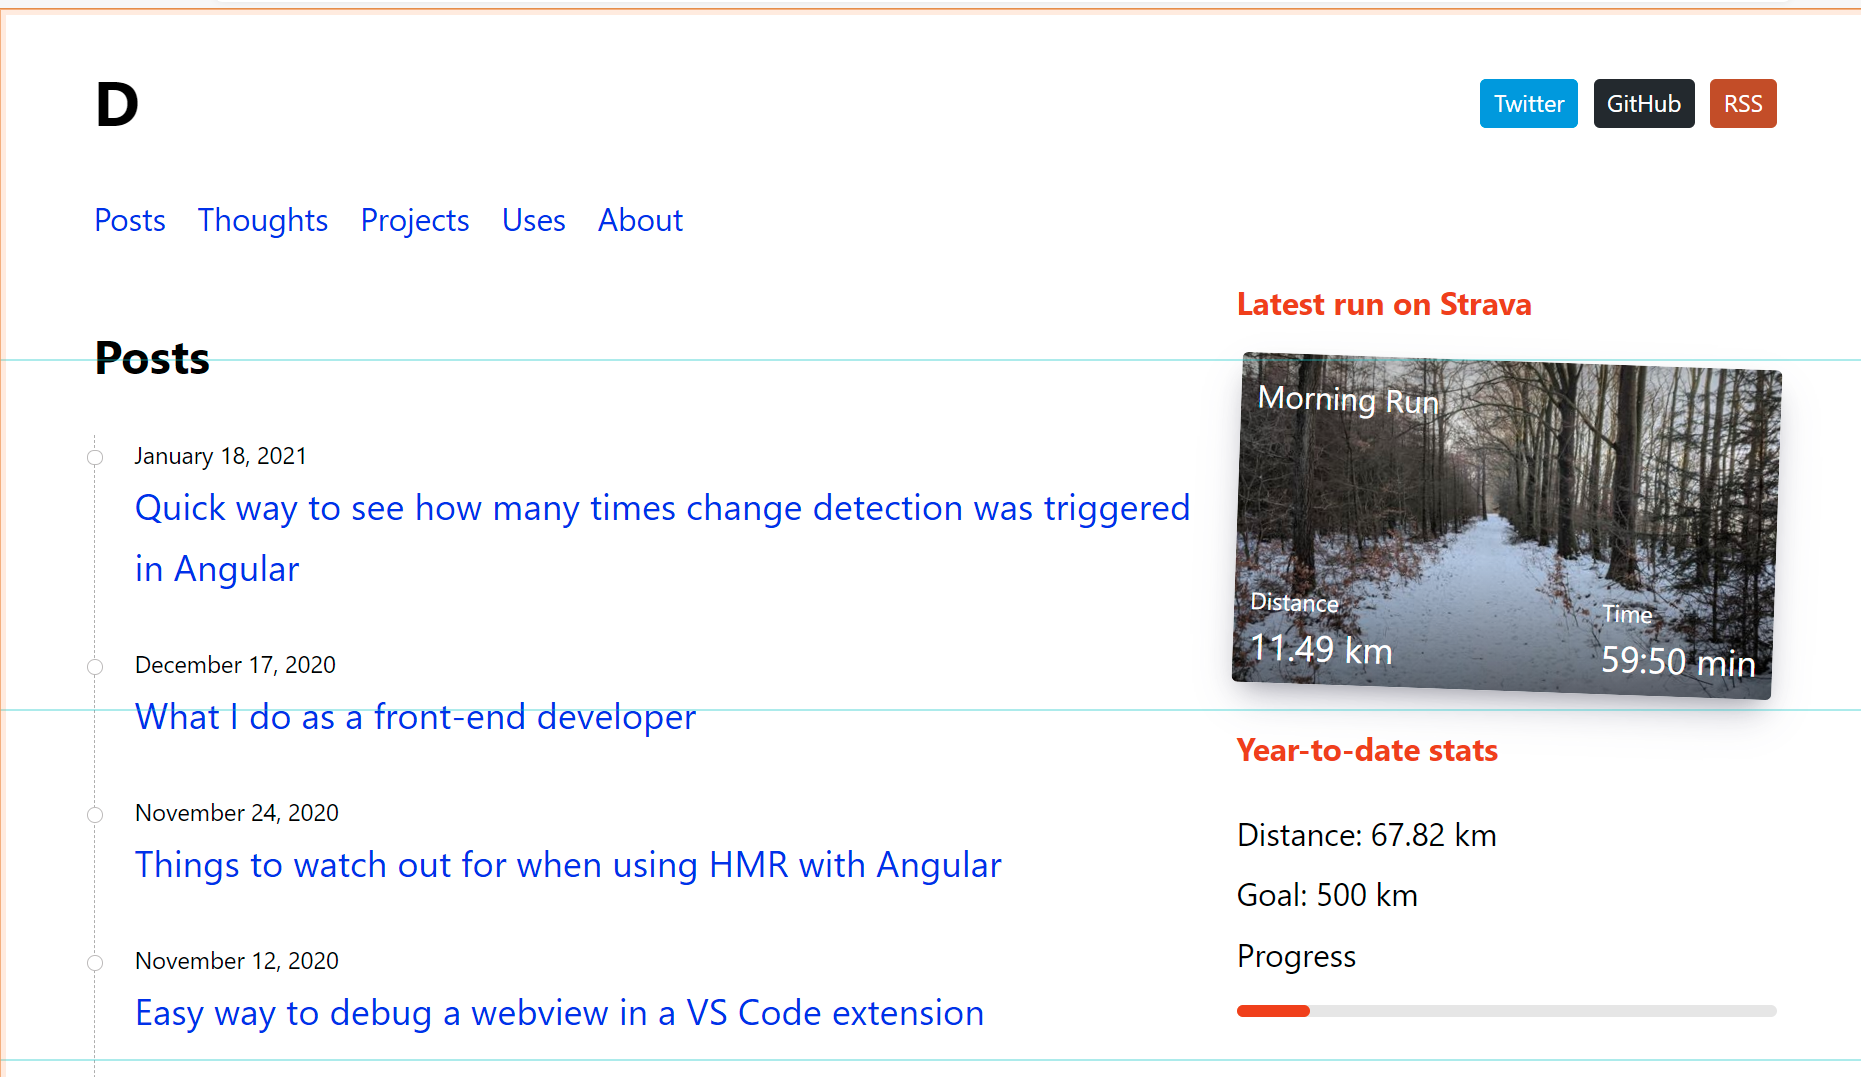 D
Twitter
GitHub
RSS
Posts
Thoughts
Projects
Uses
About
Posts
January 18, 2021
Quick way to see how many times change detection was triggered
in Angular
December 17, 2020
What I do as a front-end developer
November 24, 2020
Things to watch out for when using HMR with Angular
November 12, 2020
Easy way to debug a webview in a VS Code extension
Latest run on Strava
Morning Run
Distance
11.49 km
Time
59:50 min
Year-to-date stats
Distance: 67.82 km
Goal: 500 km
Progress